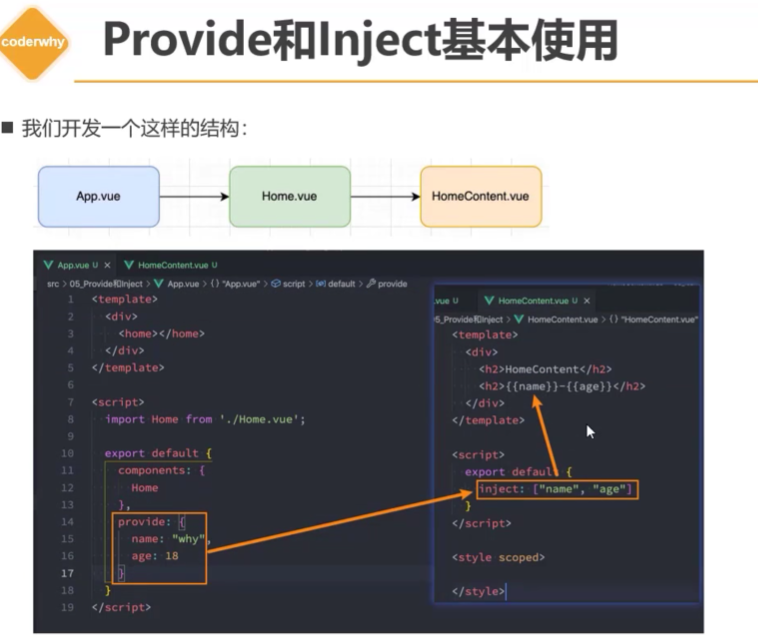 coderwhy
Provide和Inject基本使用
我们开发一个这样的结构：
App.vue
Home.vue
HomeContent.vue
App.vue U ×
HomeContent.vue U
src > 05_Provide和Inject > App.vue > {} "App.vue" > script > default > provide
1 <template>
2 <div>
3 <home></home>
4 </div>
5 </template>
6
7 <script>
8 import Home from './Home.vue';
9
10 export default {
11 components: {
12 Home
13 },
14 provide: {
15 name: "why",
16 age: 18
17 }
18 }
19 </script>
.vue U
HomeContent.vue U ×
5_Provide和Inject > HomeContent.vue > {} "HomeContent.vue"
<template>
<div>
<h2>HomeContent</h2>
<h2>{{name}}-{{age}}</h2>
</div>
</template>
<script>
export default {
inject: ["name", "age"]
}
</script>
<style scoped>
</style>